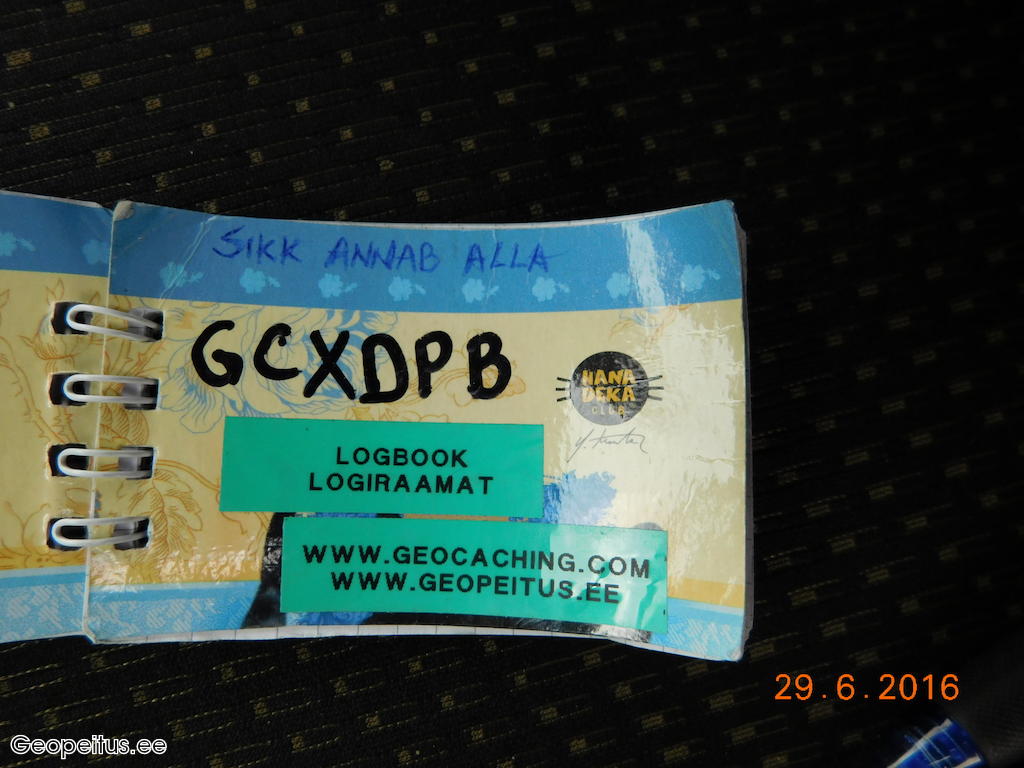 SIKK ANNAB ALLA
GCXDPB
HANA
DEKA
CLUB
LOGBOOK
LOGIRAAMAT
WWW.GEOCACHING.COM
WWW.GEOPEITUS.EE
29.6.2016
Geopeitus.ee